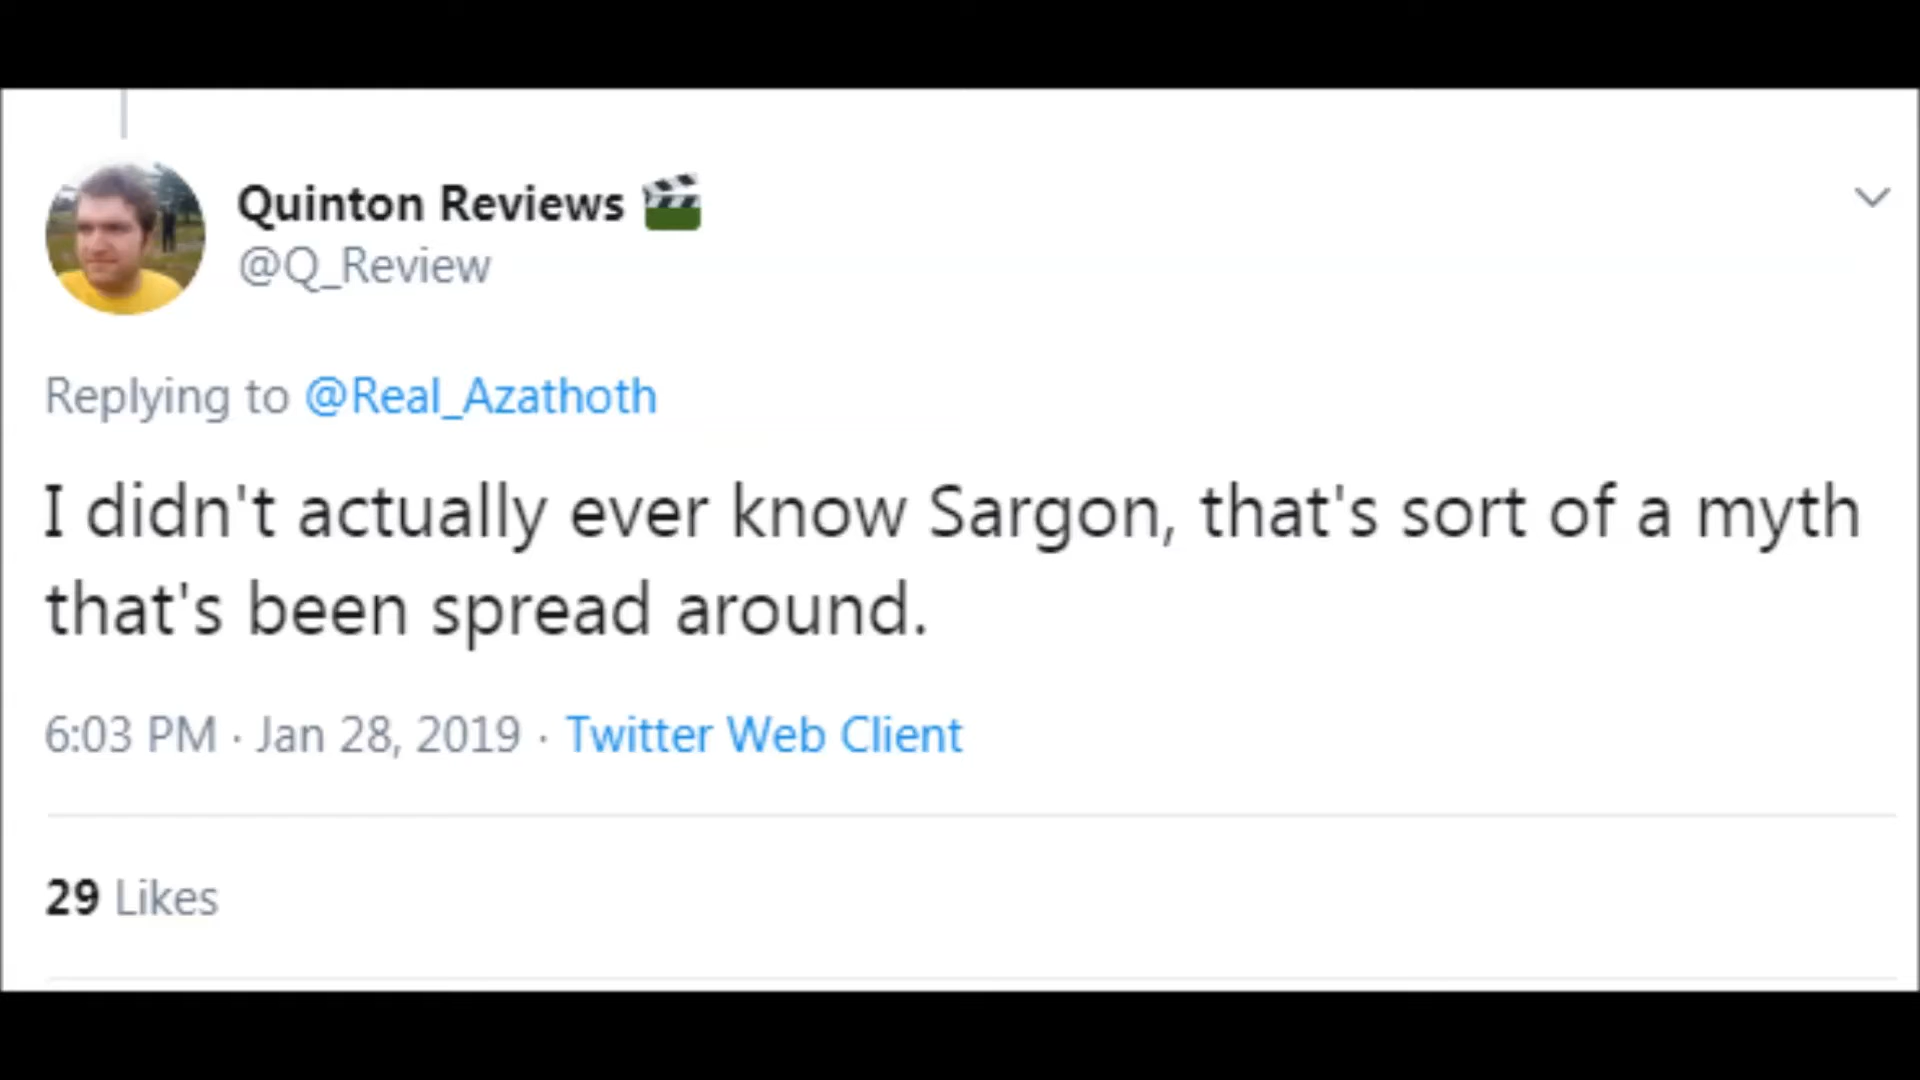 Quinton Reviews 🎬
@Q_Review
Replying to @Real_Azathoth
I didn't actually ever know Sargon, that's sort of a myth
that's been spread around.
6:03 PM · Jan 28, 2019 · Twitter Web Client
29 Likes